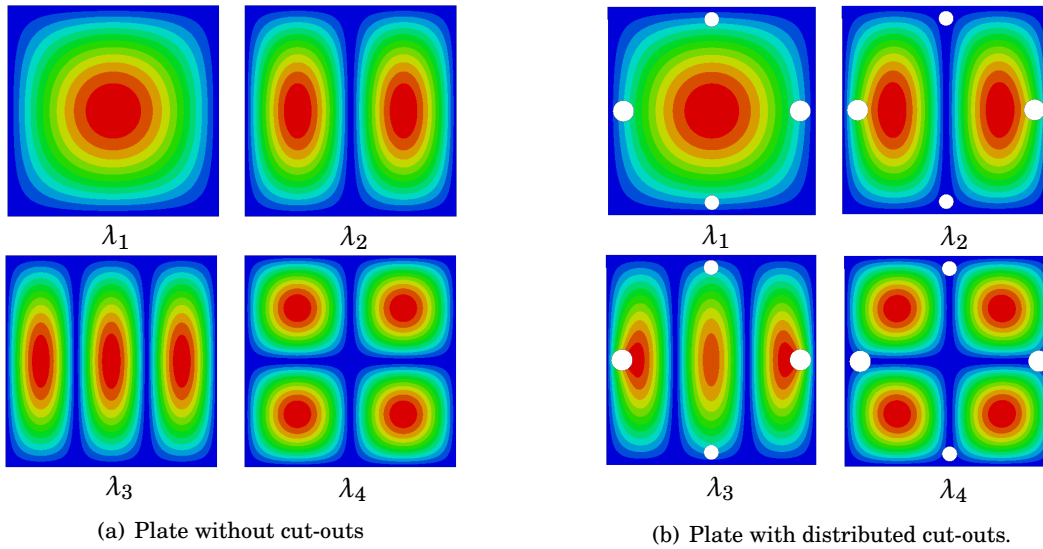 λ1 λ2 λ1 λ2
λ3 λ4 λ3 λ4
(a) Plate without cut-outs
(b) Plate with distributed cut-outs.